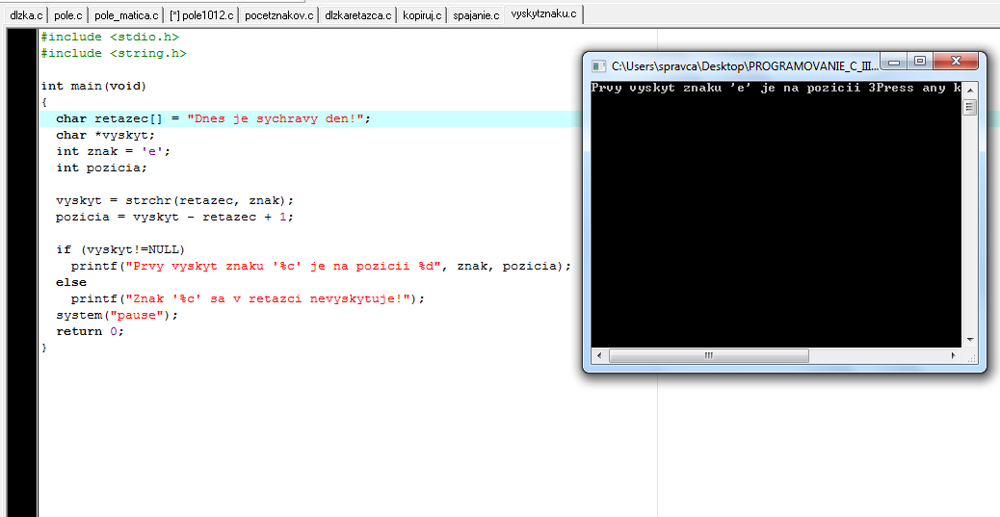 dlzka.c pole.c pole_matica.c [*] pole1012.c pocetznakov.c dlzkaretazca.c kopiruj.c spajanie.c vyskytznaku.c
#include <stdio.h>
#include <string.h>
int main(void)
{
char retazec[] = "Dnes je sychravy den!";
char *vyskyt;
int znak = 'e';
int pozicia;
vyskyt = strchr(retazec, znak);
pozicia = vyskyt - retazec + 1;
if (vyskyt!=NULL)
printf("Prvy vyskyt znaku '%c' je na pozicii %d", znak, pozicia);
else
printf("Znak '%c' sa v retazci nevyskytuje!");
system("pause");
return 0;
}
C:\Users\spravca\Desktop\PROGRAMOVANIE_C_III...
Prvy vyskyt znaku 'e' je na pozicii 3Press any k